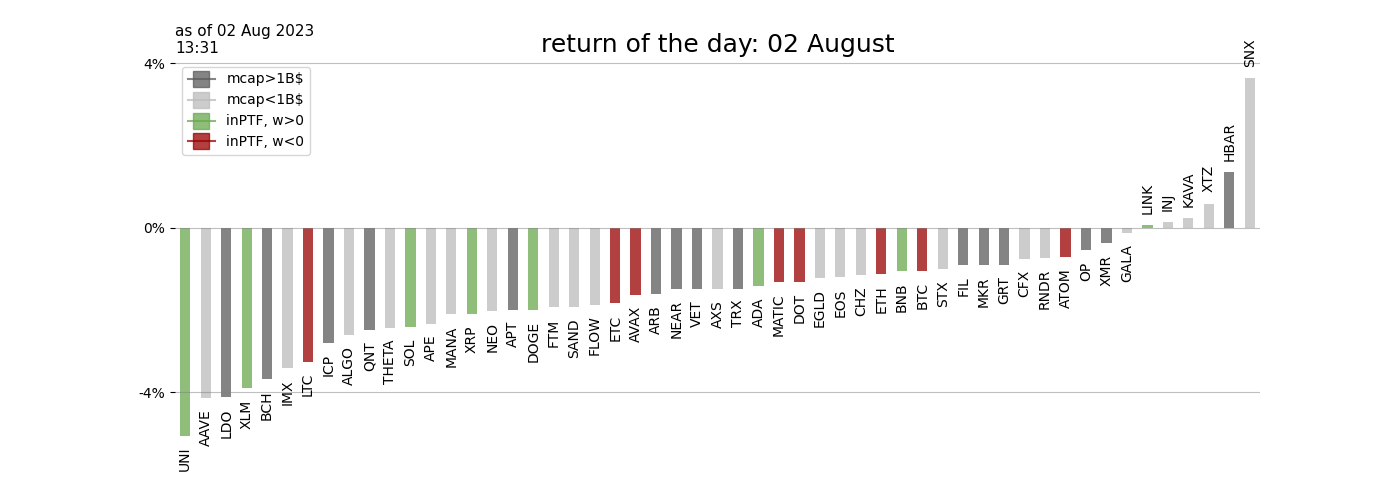 as of 02 Aug 2023
13:31
return of the day: 02 August
4%
0%
-4%
mcap>1B$
mcap<1B$
inPTF, w>0
inPTF, w<0
UNI
AAVE
LDO
XLM
BCH
IMX
LTC
ICP
ALGO
QNT
THETA
SOL
APE
MANA
XRP
NEO
APT
DOGE
FTM
SAND
FLOW
ETC
AVAX
ARB
NEAR
VET
AXS
TRX
ADA
MATIC
DOT
EGLD
EOS
CHZ
ETH
BNB
BTC
STX
FIL
MKR
GRT
CFX
RNDR
ATOM
OP
XMR
GALA
LINK
INJ
KAVA
XTZ
HBAR
SNX